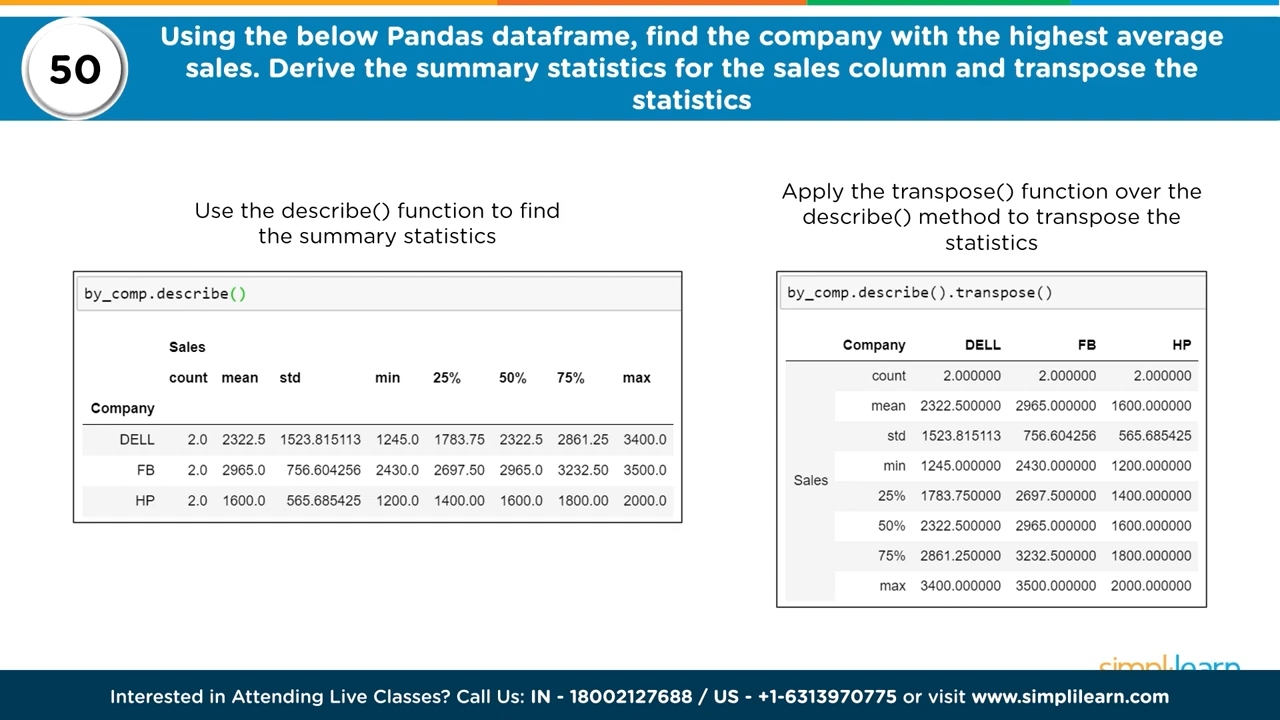 50
Using the below Pandas dataframe, find the company with the highest average
sales. Derive the summary statistics for the sales column and transpose the
statistics
Use the describe() function to find
the summary statistics
by_comp.describe()
Sales
count mean std min 25% 50% 75% max
Company
DELL 2.0 2322.5 1523.815113 1245.0 1783.75 2322.5 2861.25 3400.0
FB 2.0 2965.0 756.604256 2430.0 2697.50 2965.0 3232.50 3500.0
HP 2.0 1600.0 565.685425 1200.0 1400.00 1600.0 1800.00 2000.0
Apply the transpose() function over the
describe() method to transpose the
statistics
by_comp.describe().transpose()
Company DELL FB HP
count 2.000000 2.000000 2.000000
mean 2322.500000 2965.000000 1600.000000
std 1523.815113 756.604256 565.685425
min 1245.000000 2430.000000 1200.000000
Sales
25% 1783.750000 2697.500000 1400.000000
50% 2322.500000 2965.000000 1600.000000
75% 2861.250000 3232.500000 1800.000000
max 3400.000000 3500.000000 2000.000000
simplilearn
Interested in Attending Live Classes? Call Us: IN - 18002127688 / US - +1-6313970775 or visit www.simplilearn.com